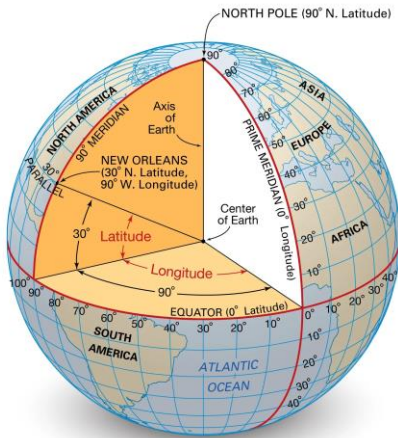 NORTH POLE (90° N. Latitude)
90°
80°
70°
60°
50°
40°
30°
20°
10°
ASIA
EUROPE
AFRICA
NORTH AMERICA
90° MERIDIAN
Axis
of
Earth
PRIME MERIDIAN (0° Longitude)
30°
PARALLEL
NEW ORLEANS
(30° N. Latitude,
90° W. Longitude)
Center
of Earth
30°
Latitude
Longitude
90°
EQUATOR (0° Latitude)
100°
90°
80°
70°
60°
50°
40°
30°
20°
10°
0°
10°
20°
30°
40°
SOUTH
AMERICA
ATLANTIC
OCEAN
10°
20°
30°
40°